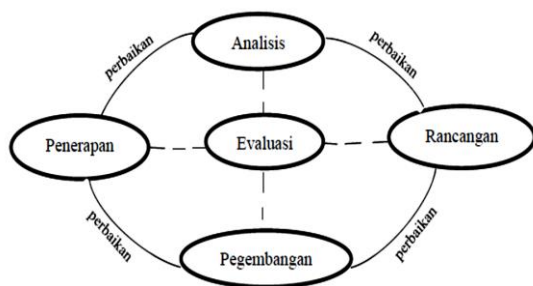 Analisis
perbaikan
perbaikan
Penerapan
Evaluasi
Rancangan
perbaikan
perbaikan
Pegembangan